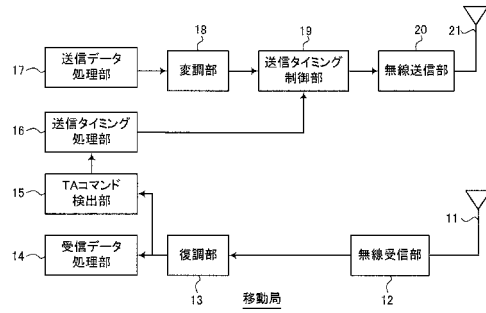 18
19
20
21
送信データ
処理部
変調部
送信タイミング
制御部
無線送信部
17
16
送信タイミング
処理部
15
TAコマンド
検出部
11
14
受信データ
処理部
復調部
無線受信部
13
12
移動局